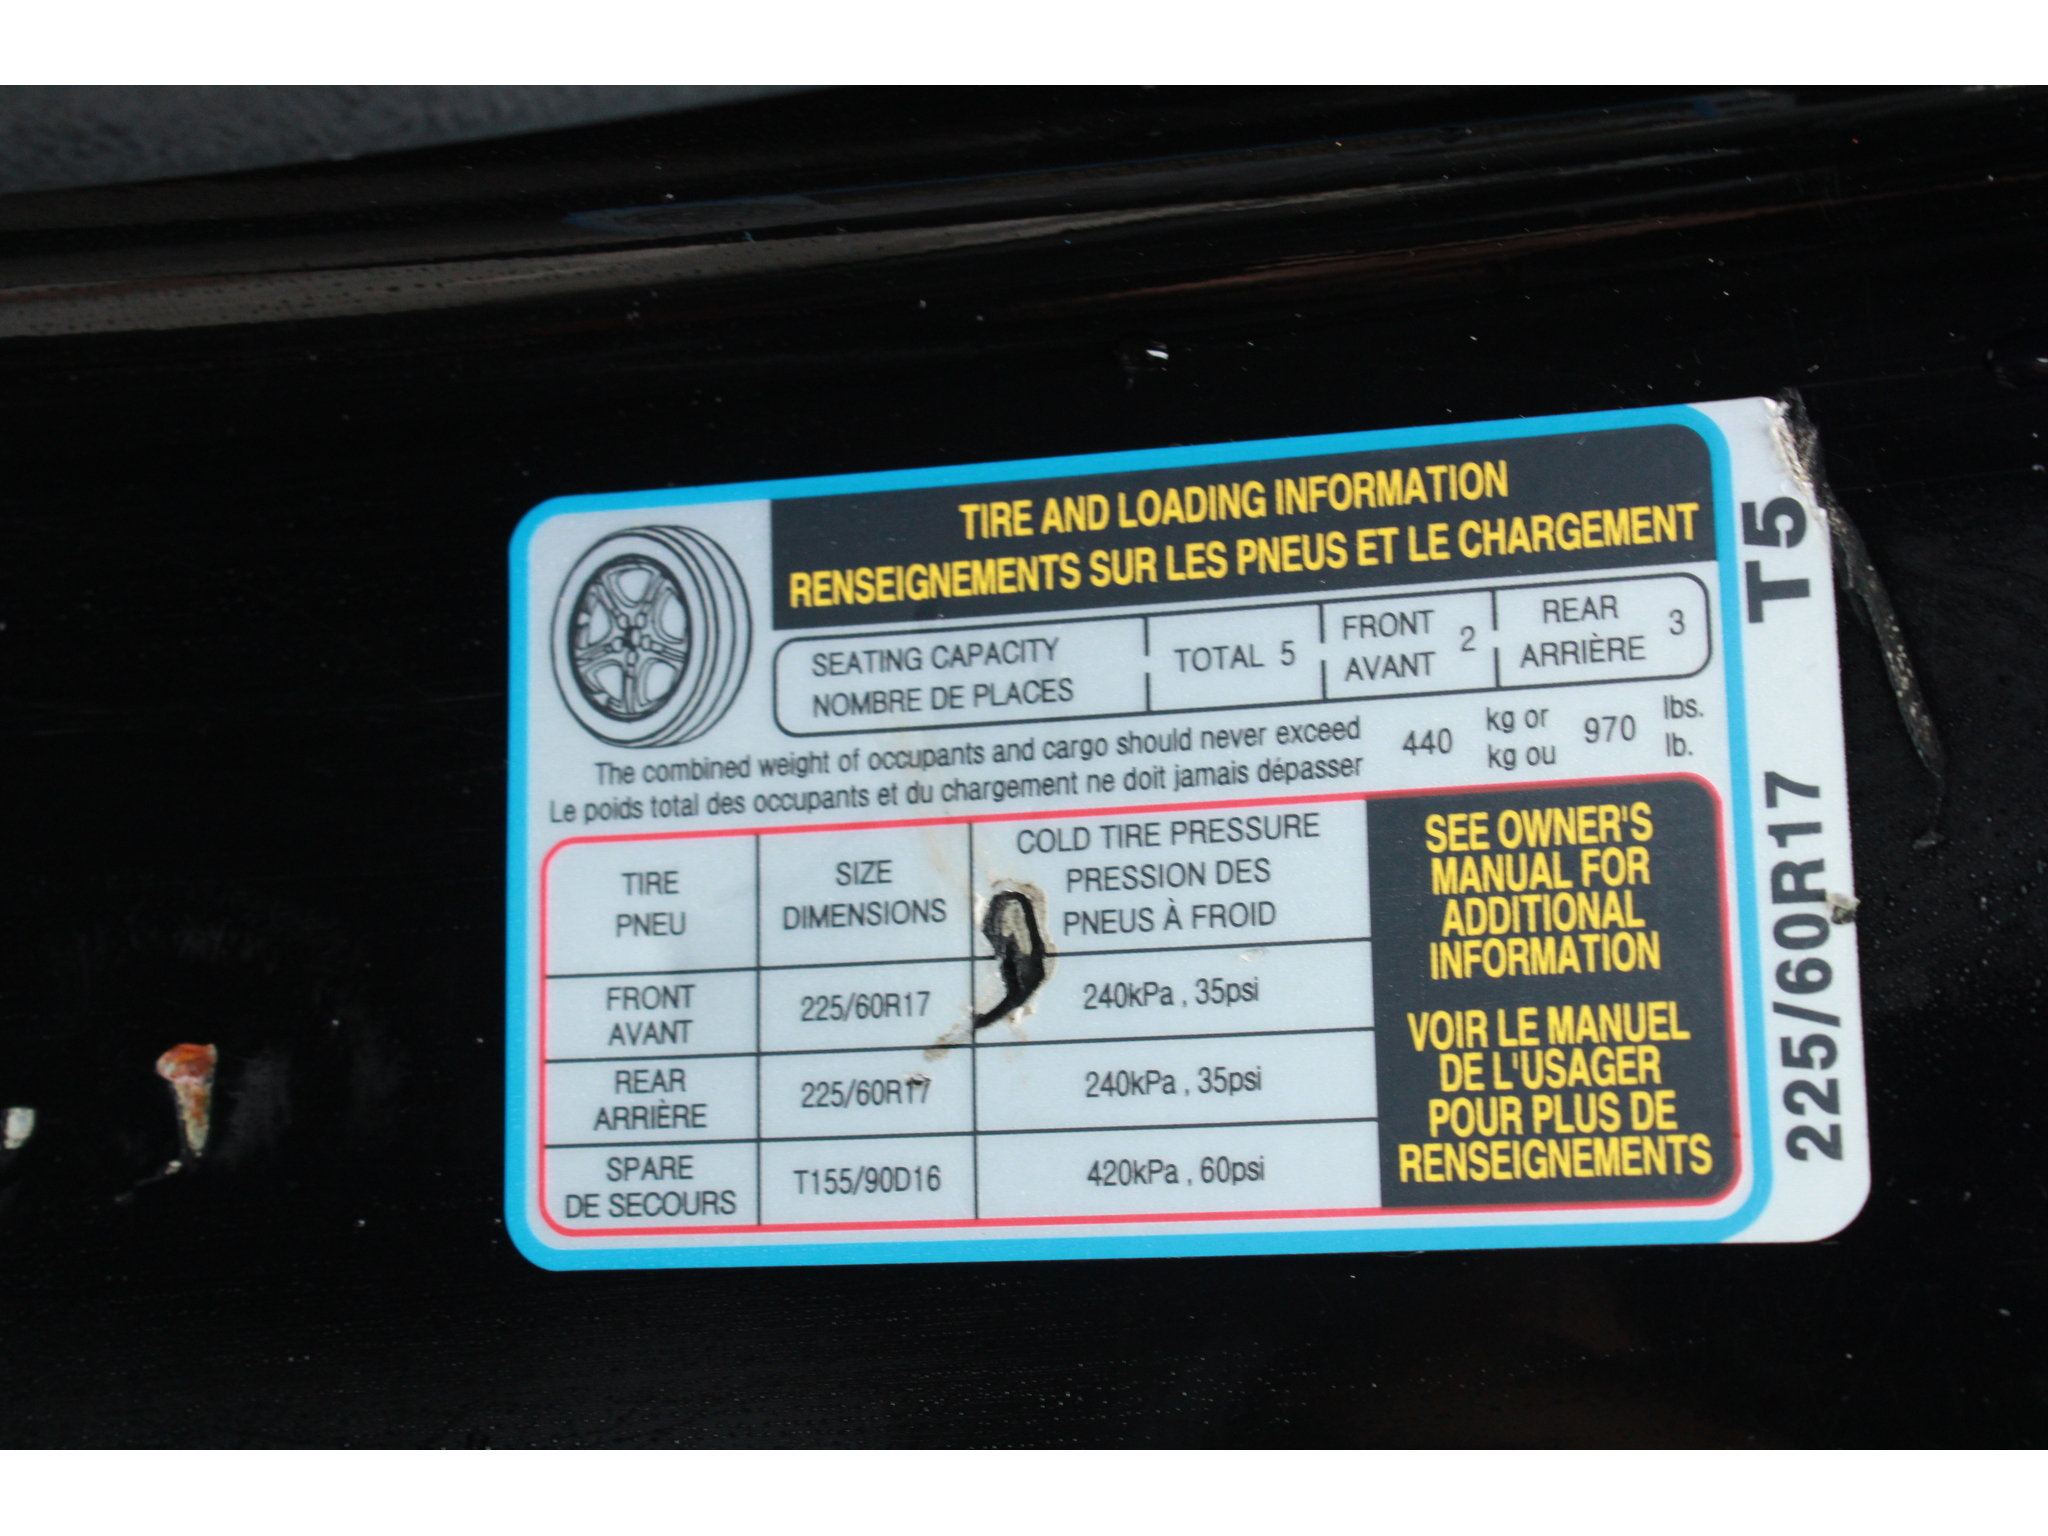 TIRE AND LOADING INFORMATION
RENSEIGNEMENTS SUR LES PNEUS ET LE CHARGEMENT
SEATING CAPACITY
NOMBRE DE PLACES
TOTAL 5
FRONT
AVANT
2
REAR
ARRIÈRE
3
The combined weight of occupants and cargo should never exceed
Le poids total des occupants et du chargement ne doit jamais dépasser
440
kg or
kg ou
970
lbs.
lb.
TIRE
PNEU
SIZE
DIMENSIONS
COLD TIRE PRESSURE
PRESSION DES
PNEUS À FROID
FRONT
AVANT
225/60R17
240kPa , 35psi
REAR
ARRIÈRE
225/60R17
240kPa , 35psi
SPARE
DE SECOURS
T155/90D16
420kPa , 60psi
SEE OWNER'S
MANUAL FOR
ADDITIONAL
INFORMATION
VOIR LE MANUEL
DE L'USAGER
POUR PLUS DE
RENSEIGNEMENTS
225/60R17 T5